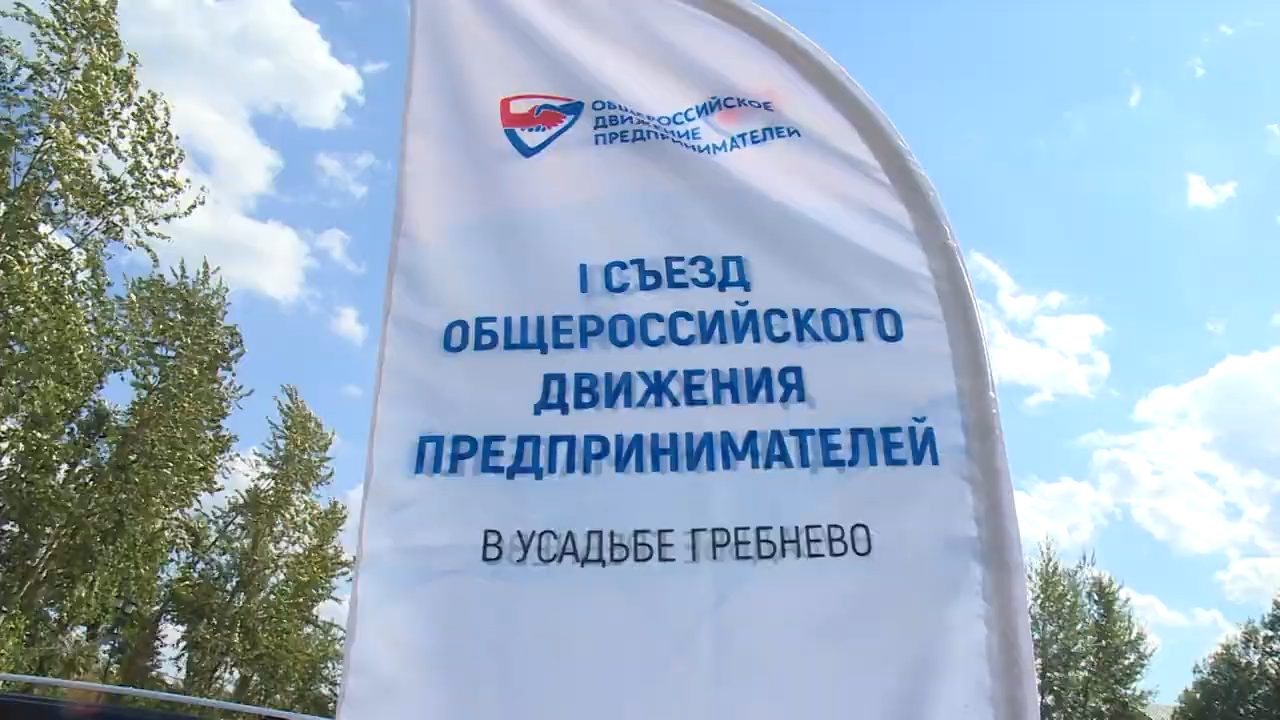 ОБЩЕРОССИЙСКОЕ
ДВИЖЕНИЕ
ПРЕДПРИНИМАТЕЛЕЙ
I СЪЕЗД
ОБЩЕРОССИЙСКОГО
ДВИЖЕНИЯ
ПРЕДПРИНИМАТЕЛЕЙ
В УСАДЬБЕ ГРЕБНЕВО